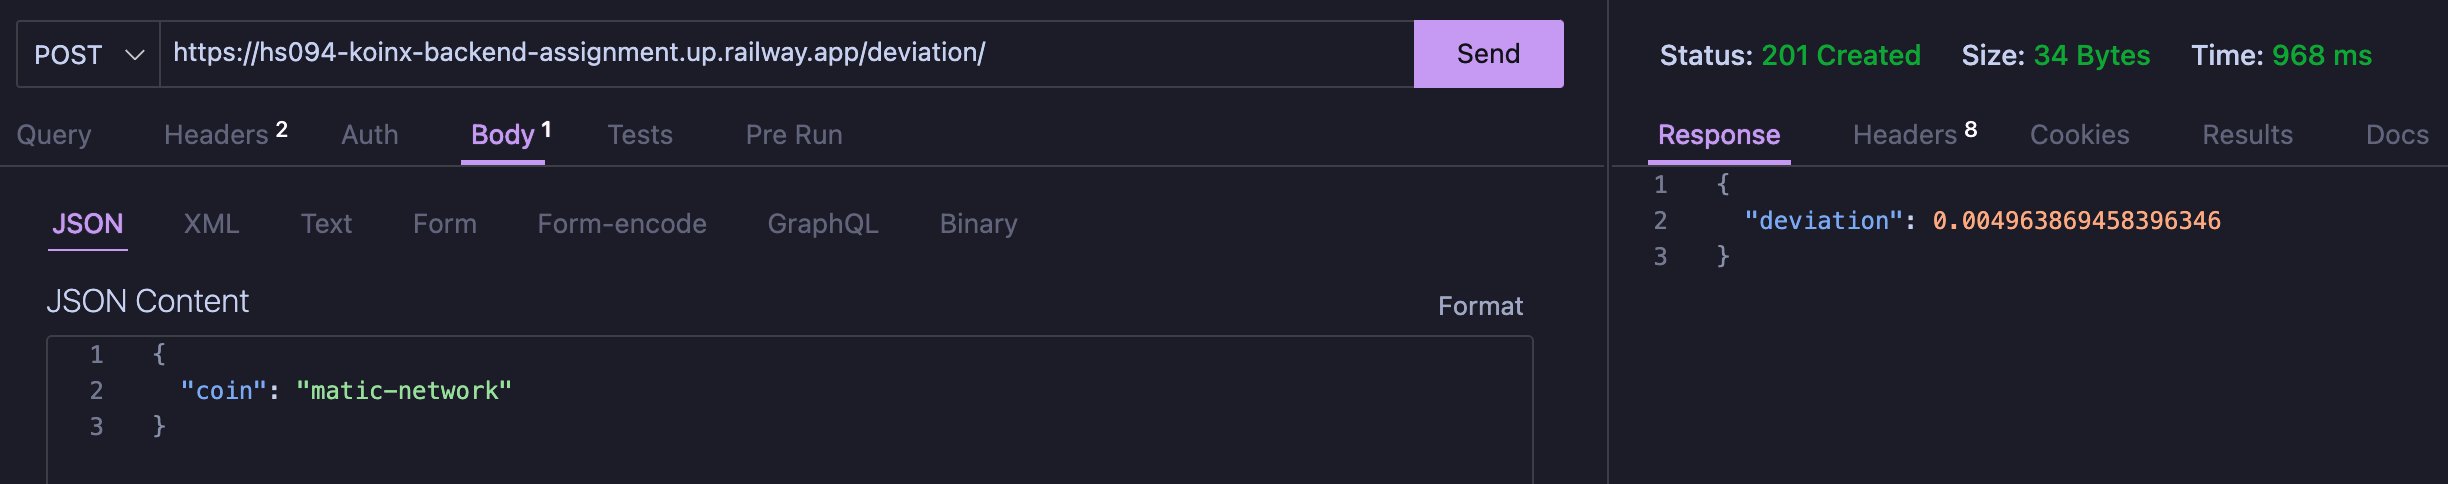 POST https://hs094-koinx-backend-assignment.up.railway.app/deviation/ Send
Query Headers 2 Auth Body 1 Tests Pre Run
JSON XML Text Form Form-encode GraphQL Binary
JSON Content Format
1 {
2 "coin": "matic-network"
3 }
Status: 201 Created Size: 34 Bytes Time: 968 ms
Response Headers 8 Cookies Results Docs
1 {
2 "deviation": 0.004963869458396346
3 }